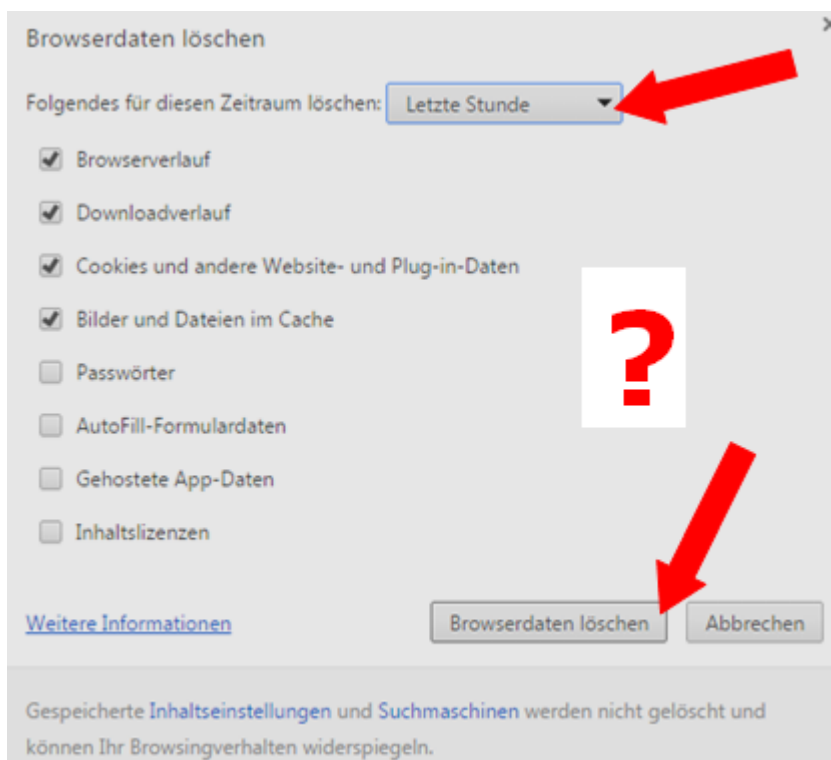 Browserdaten löschen
Folgendes für diesen Zeitraum löschen: Letzte Stunde
Browserverlauf
Downloadverlauf
Cookies und andere Website- und Plug-in-Daten
Bilder und Dateien im Cache
?
Passwörter
AutoFill-Formulardaten
Gehostete App-Daten
Inhaltslizenzen
Weitere Informationen Browserdaten löschen Abbrechen
Gespeicherte Inhaltseinstellungen und Suchmaschinen werden nicht gelöscht und
können Ihr Browsingverhalten widerspiegeln.